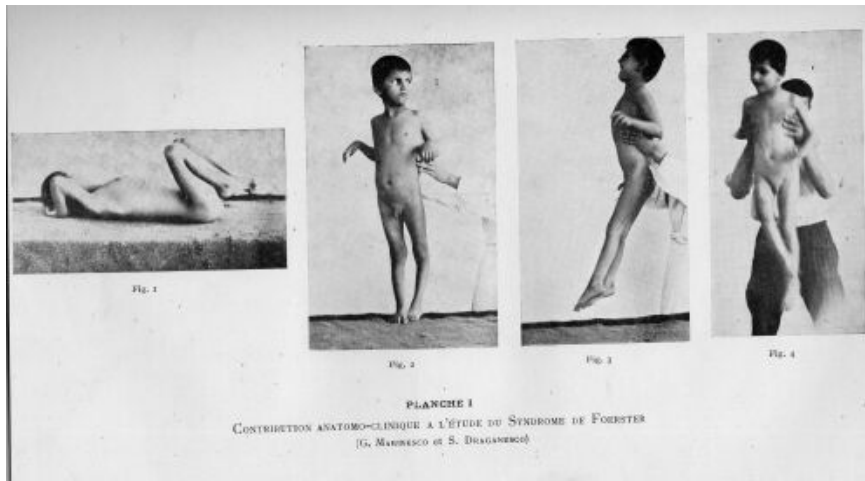 Fig. 1
Fig. 2
Fig. 3
Fig. 4
PLANCHE I
CONTRIBUTION ANATOMO-CLINIQUE A L'ÉTUDE DU SYNDROME DE FOERSTER
(G. MARINESCO et S. DRAGANESCO)